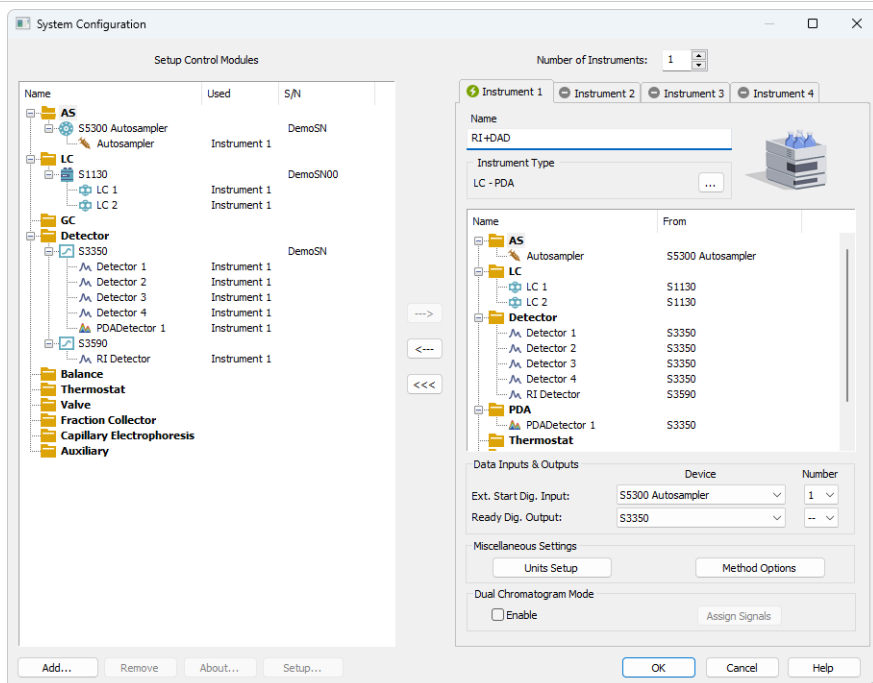 System Configuration
Setup Control Modules
Name Used S/N
AS
S5300 Autosampler DemoSN
Autosampler Instrument 1
LC
S1130 DemoSN00
LC 1 Instrument 1
LC 2 Instrument 1
GC
Detector
S3350 DemoSN
Detector 1 Instrument 1
Detector 2 Instrument 1
Detector 3 Instrument 1
Detector 4 Instrument 1
PDADetector 1 Instrument 1
S3590
RI Detector Instrument 1
Balance
Thermostat
Valve
Fraction Collector
Capillary Electrophoresis
Auxiliary
Add... Remove About... Setup...
--->
<---
<<<
Number of Instruments: 1
Instrument 1 Instrument 2 Instrument 3 Instrument 4
Name
RI+DAD
Instrument Type
LC - PDA ...
Name From
AS
Autosampler S5300 Autosampler
LC
LC 1 S1130
LC 2 S1130
Detector
Detector 1 S3350
Detector 2 S3350
Detector 3 S3350
Detector 4 S3350
RI Detector S3590
PDA
PDADetector 1 S3350
Thermostat
Data Inputs & Outputs
Device Number
Ext. Start Dig. Input: S5300 Autosampler 1
Ready Dig. Output: S3350 --
Miscellaneous Settings
Units Setup Method Options
Dual Chromatogram Mode
Enable Assign Signals
OK Cancel Help